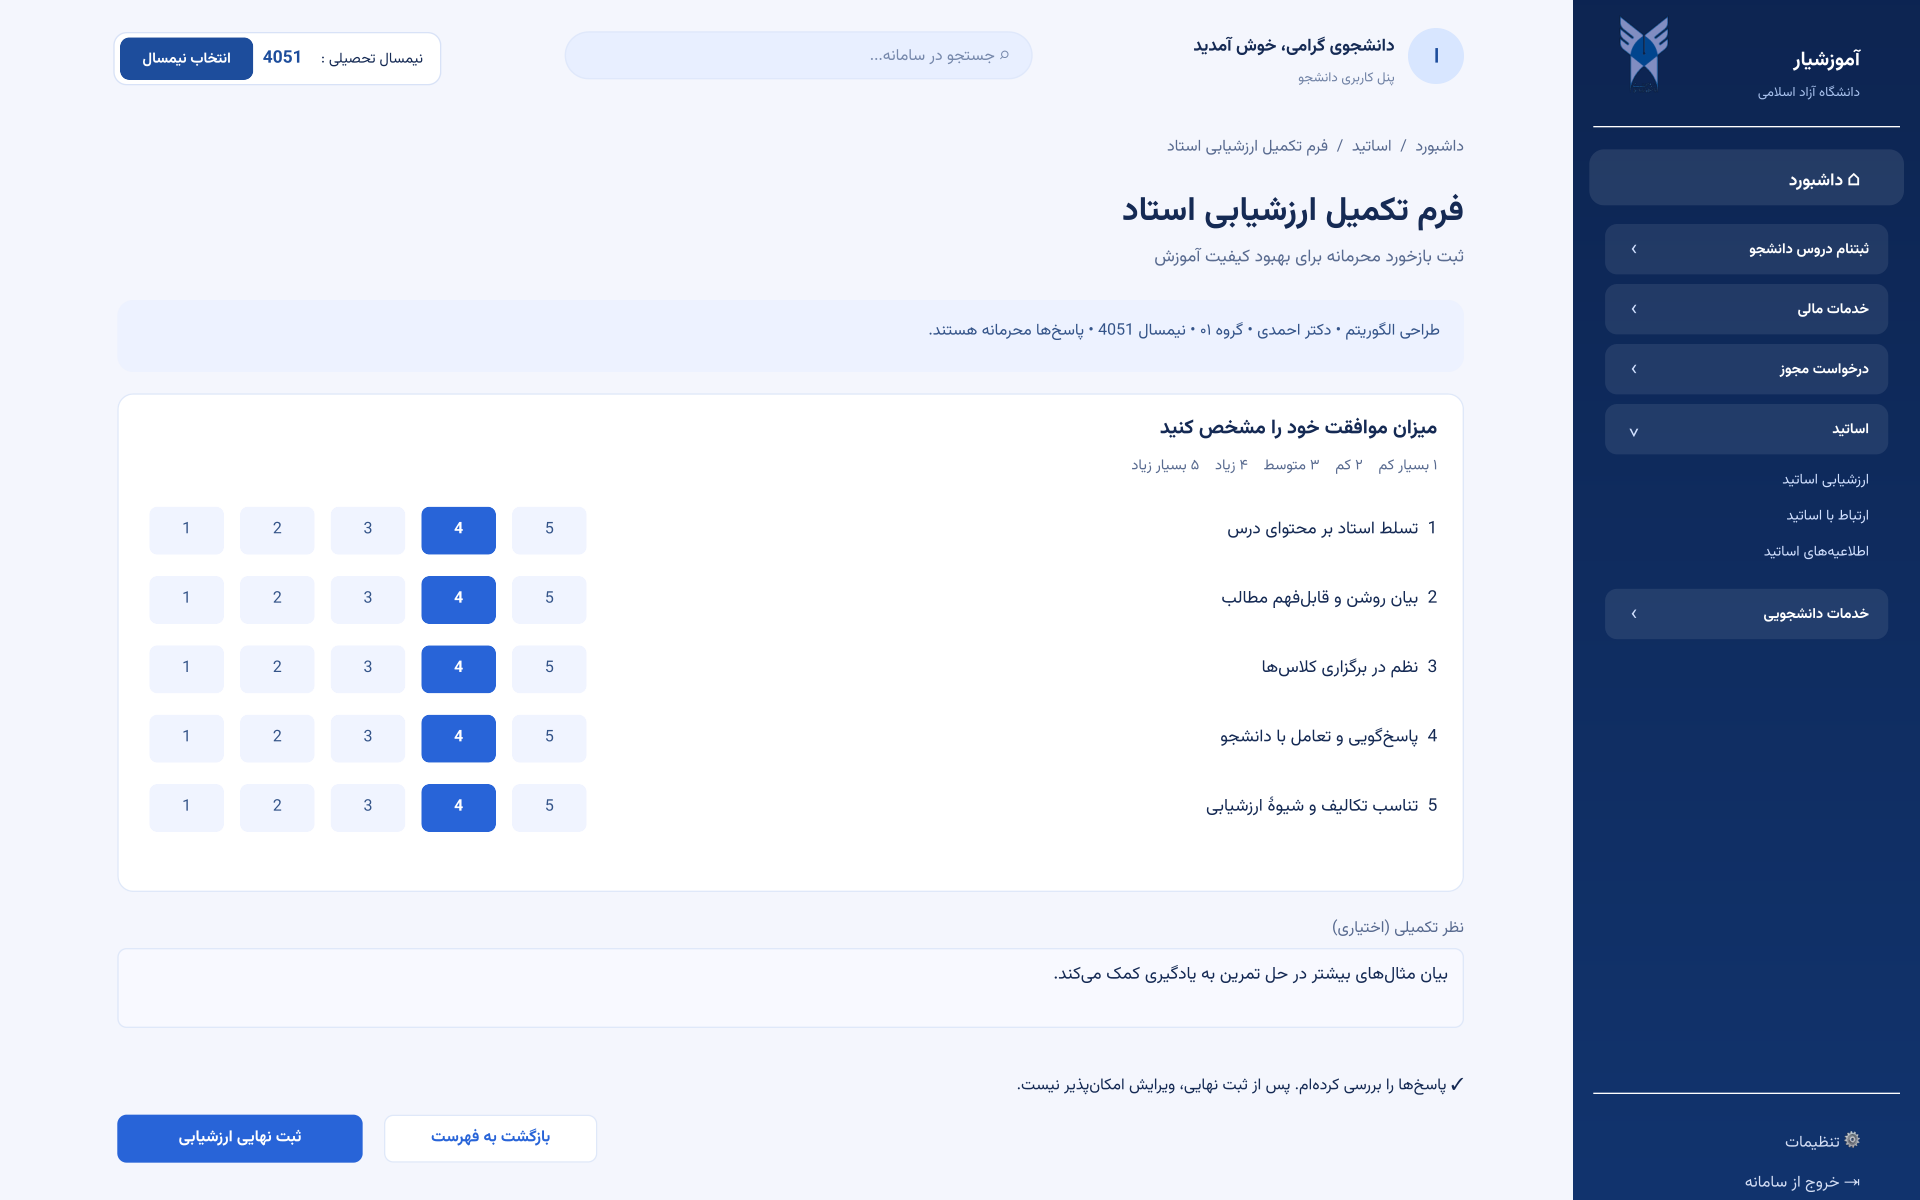 آموزشیار
دانشگاه آزاد اسلامی
داشبورد
ثبتنام دروس دانشجو
خدمات مالی
درخواست مجوز
اساتید
ارزشیابی اساتید
ارتباط با اساتید
اطلاعیه‌های اساتید
خدمات دانشجویی
تنظیمات
خروج از سامانه
ا
دانشجوی گرامی، خوش آمدید
پنل کاربری دانشجو
جستجو در سامانه...
نیمسال تحصیلی : 4051 انتخاب نیمسال
داشبورد / اساتید / فرم تکمیل ارزشیابی استاد
فرم تکمیل ارزشیابی استاد
ثبت بازخورد محرمانه برای بهبود کیفیت آموزش
طراحی الگوریتم • دکتر احمدی • گروه ۰۱ • نیمسال 4051 • پاسخ‌ها محرمانه هستند.
میزان موافقت خود را مشخص کنید
۱ بسیار کم ۲ کم ۳ متوسط ۴ زیاد ۵ بسیار زیاد
1 تسلط استاد بر محتوای درس 5 4 3 2 1
2 بیان روشن و قابل‌فهم مطالب 5 4 3 2 1
3 نظم در برگزاری کلاس‌ها 5 4 3 2 1
4 پاسخ‌گویی و تعامل با دانشجو 5 4 3 2 1
5 تناسب تکالیف و شیوهٔ ارزشیابی 5 4 3 2 1
نظر تکمیلی (اختیاری)
بیان مثال‌های بیشتر در حل تمرین به یادگیری کمک می‌کند.
✓ پاسخ‌ها را بررسی کرده‌ام. پس از ثبت نهایی، ویرایش امکان‌پذیر نیست.
بازگشت به فهرست
ثبت نهایی ارزشیابی